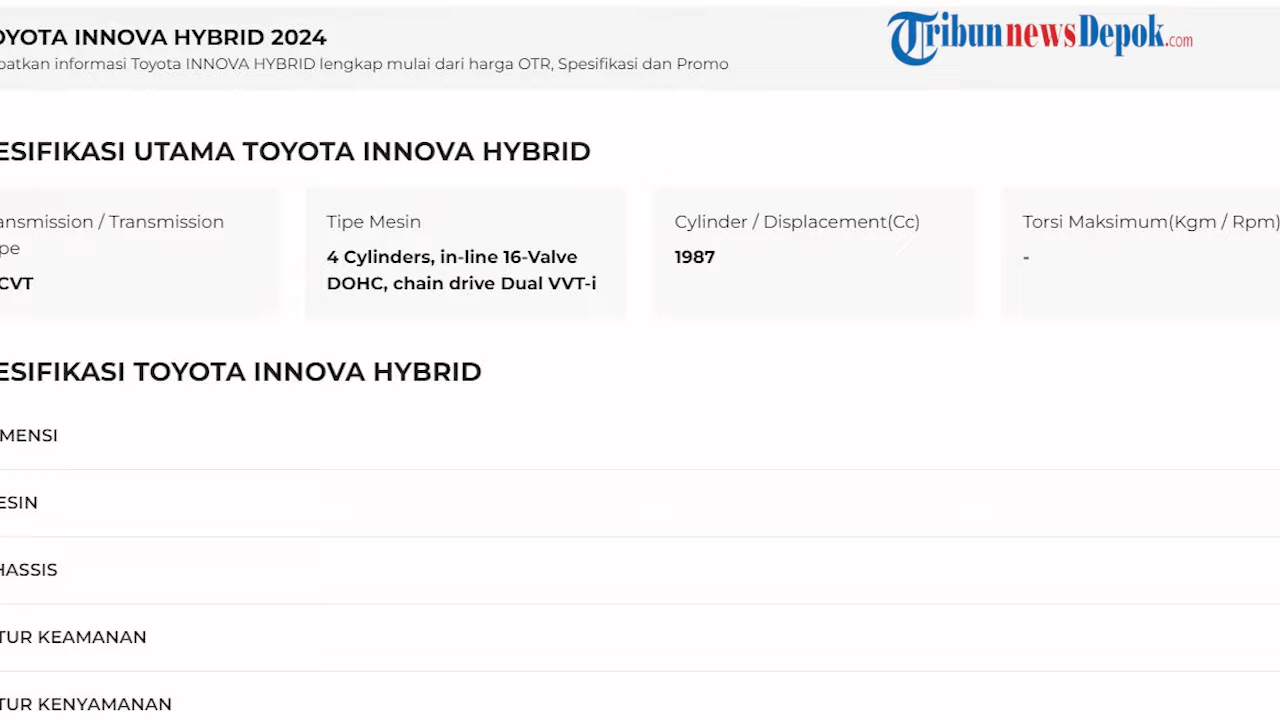 OYOTA INNOVA HYBRID 2024
TribunnewsDepok.com
patkan informasi Toyota INNOVA HYBRID lengkap mulai dari harga OTR, Spesifikasi dan Promo
ESIFIKASI UTAMA TOYOTA INNOVA HYBRID
ansmission / Transmission
pe
CVT
Tipe Mesin
4 Cylinders, in-line 16-Valve
DOHC, chain drive Dual VVT-i
Cylinder / Displacement(Cc)
1987
Torsi Maksimum(Kgm / Rpm)
-
ESIFIKASI TOYOTA INNOVA HYBRID
MENSI
ESIN
HASSIS
TUR KEAMANAN
TUR KENYAMANAN